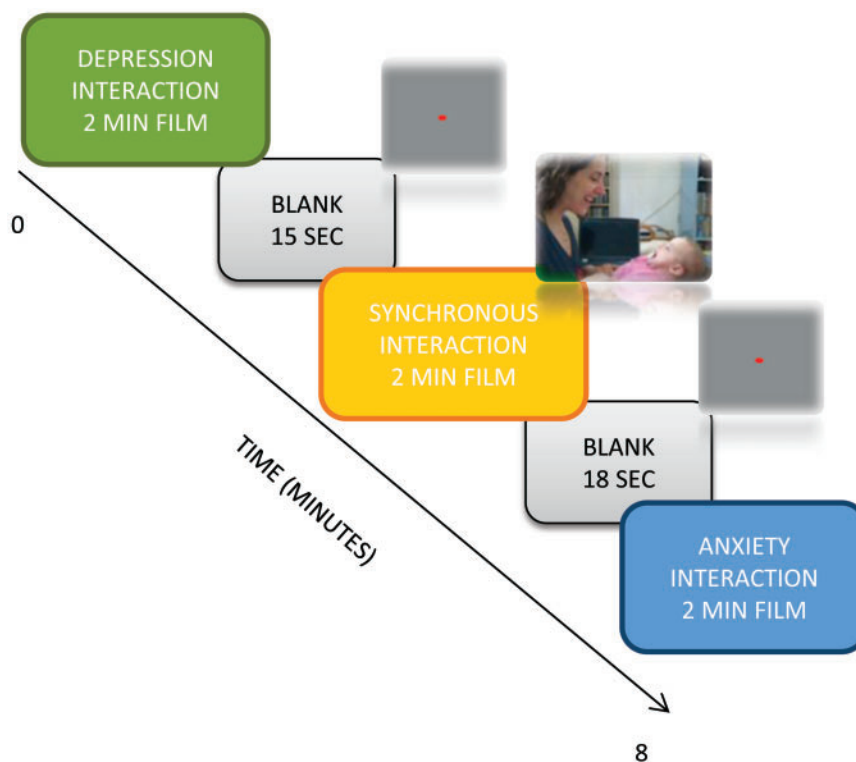 DEPRESSION
INTERACTION
2 MIN FILM
0
BLANK
15 SEC
SYNCHRONOUS
INTERACTION
2 MIN FILM
TIME (MINUTES)
BLANK
18 SEC
ANXIETY
INTERACTION
2 MIN FILM
8